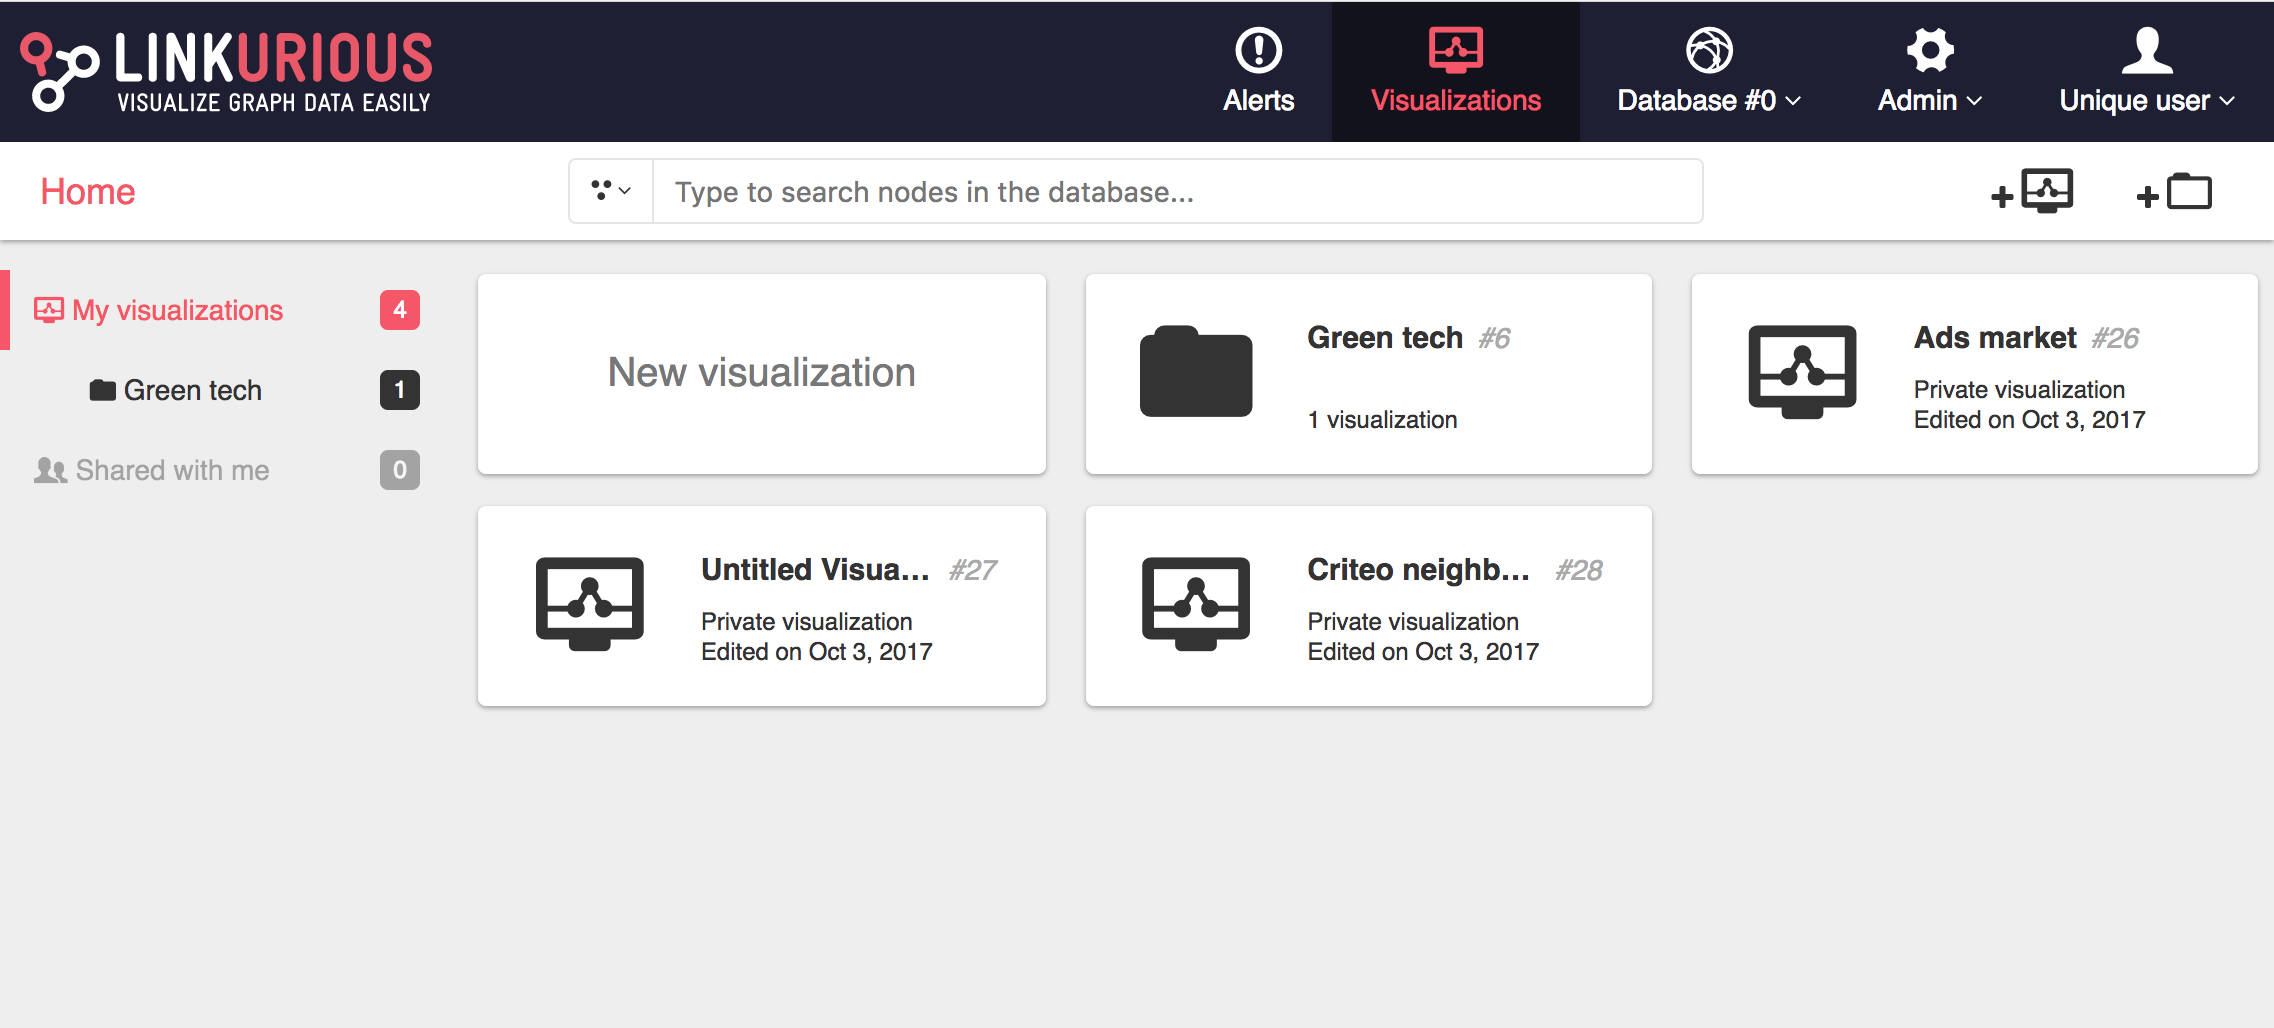 LINKURIOUS
VISUALIZE GRAPH DATA EASILY
Alerts
Visualizations
Database #0
Admin
Unique user
Home
Type to search nodes in the database...
My visualizations 4
Green tech 1
Shared with me 0
New visualization
Green tech #6
1 visualization
Ads market #26
Private visualization
Edited on Oct 3, 2017
Untitled Visua... #27
Private visualization
Edited on Oct 3, 2017
Criteo neighb... #28
Private visualization
Edited on Oct 3, 2017